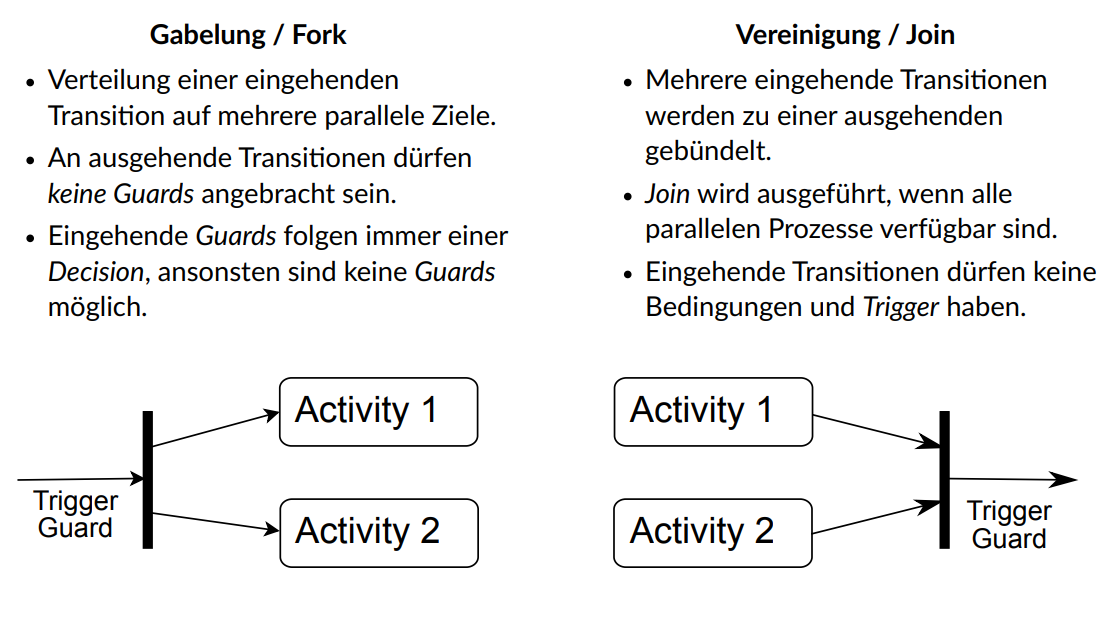 Gabelung / Fork
• Verteilung einer eingehenden
Transition auf mehrere parallele Ziele.
• An ausgehende Transitionen dürfen
keine Guards angebracht sein.
• Eingehende Guards folgen immer einer
Decision, ansonsten sind keine Guards
möglich.
Activity 1
Trigger
Guard
Activity 2
Vereinigung / Join
• Mehrere eingehende Transitionen
werden zu einer ausgehenden
gebündelt.
• Join wird ausgeführt, wenn alle
parallelen Prozesse verfügbar sind.
• Eingehende Transitionen dürfen keine
Bedingungen und Trigger haben.
Activity 1
Activity 2
Trigger
Guard